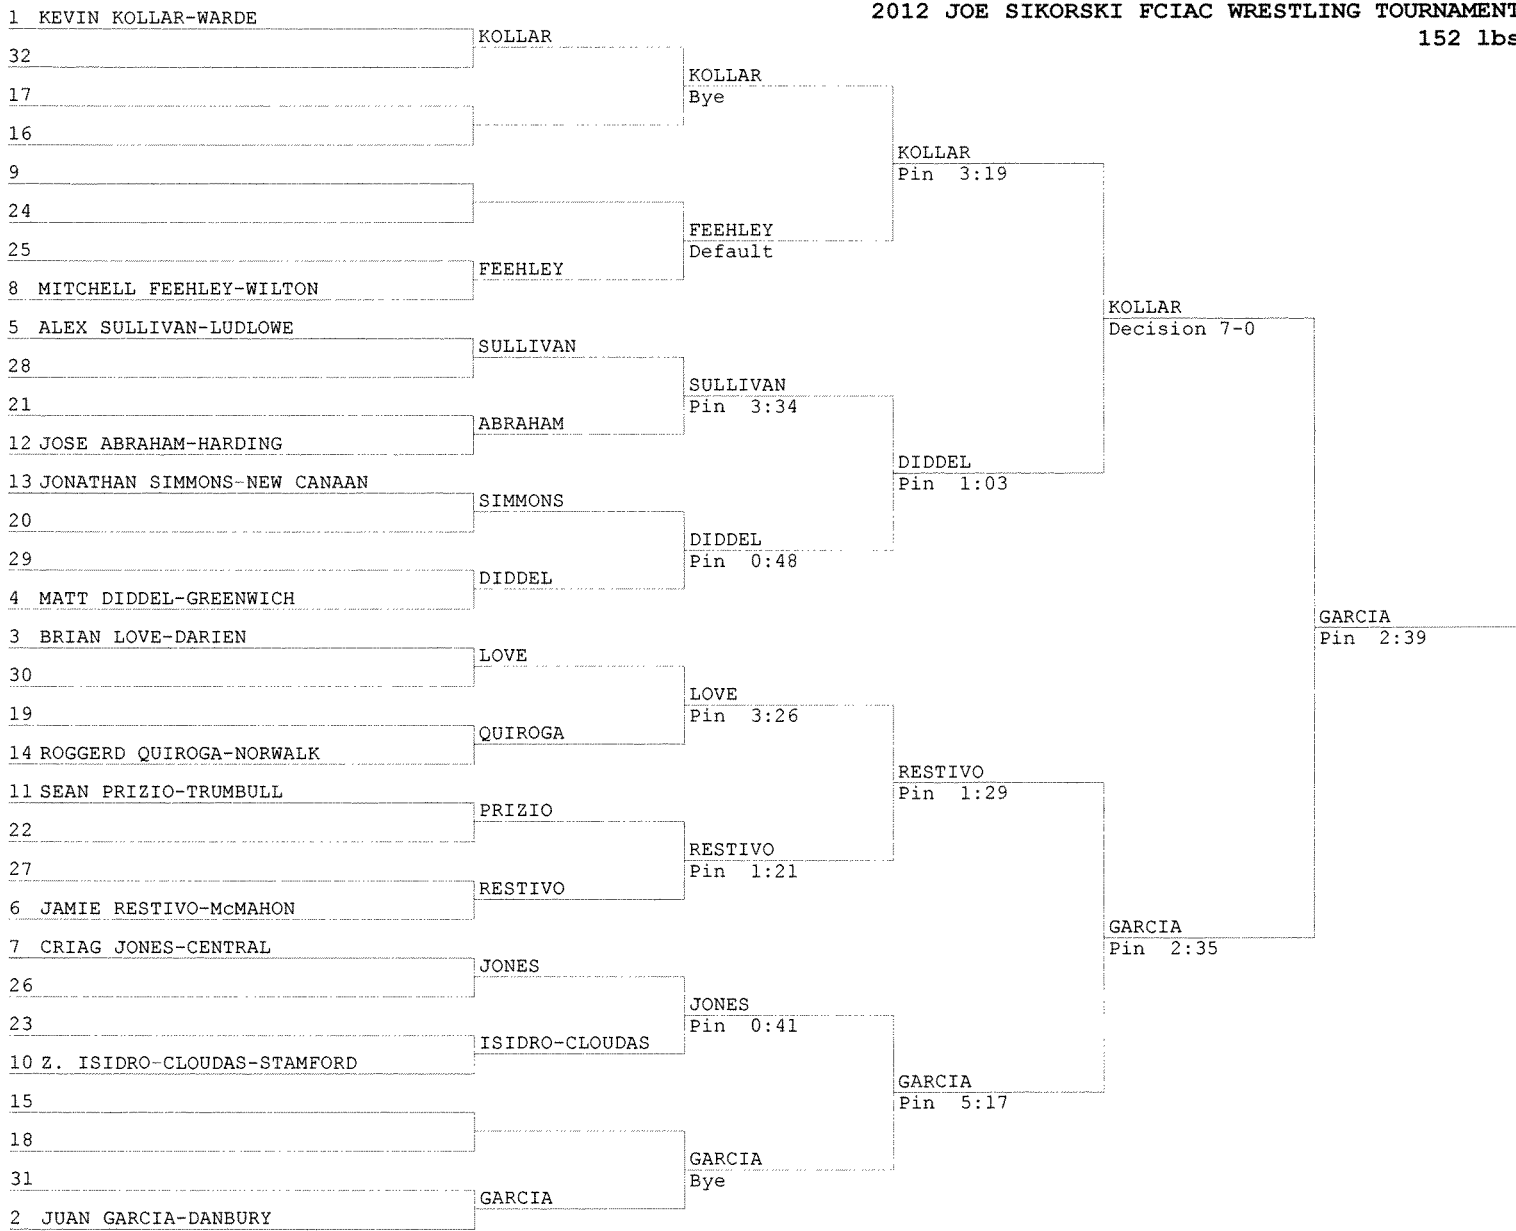 2012 JOE SIKORSKI FCIAC WRESTLING TOURNAMENT
152 lbs
1 KEVIN KOLLAR-WARDE
32
17
16
9
24
25
8 MITCHELL FEEHLEY-WILTON
5 ALEX SULLIVAN-LUDLOWE
28
21
12 JOSE ABRAHAM-HARDING
13 JONATHAN SIMMONS-NEW CANAAN
20
29
4 MATT DIDDEL-GREENWICH
3 BRIAN LOVE-DARIEN
30
19
14 ROGGERD QUIROGA-NORWALK
11 SEAN PRIZIO-TRUMBULL
22
27
6 JAMIE RESTIVO-McMAHON
7 CRIAG JONES-CENTRAL
26
23
10 Z. ISIDRO-CLOUDAS-STAMFORD
15
18
31
2 JUAN GARCIA-DANBURY
KOLLAR
FEEHLEY
SULLIVAN
ABRAHAM
SIMMONS
DIDDEL
LOVE
QUIROGA
PRIZIO
RESTIVO
JONES
ISIDRO-CLOUDAS
GARCIA
KOLLAR
Bye
FEEHLEY
Default
SULLIVAN
Pin 3:34
DIDDEL
Pin 0:48
LOVE
Pin 3:26
RESTIVO
Pin 1:21
JONES
Pin 0:41
GARCIA
Bye
KOLLAR
Pin 3:19
DIDDEL
Pin 1:03
RESTIVO
Pin 1:29
GARCIA
Pin 5:17
KOLLAR
Decision 7-0
GARCIA
Pin 2:35
GARCIA
Pin 2:39